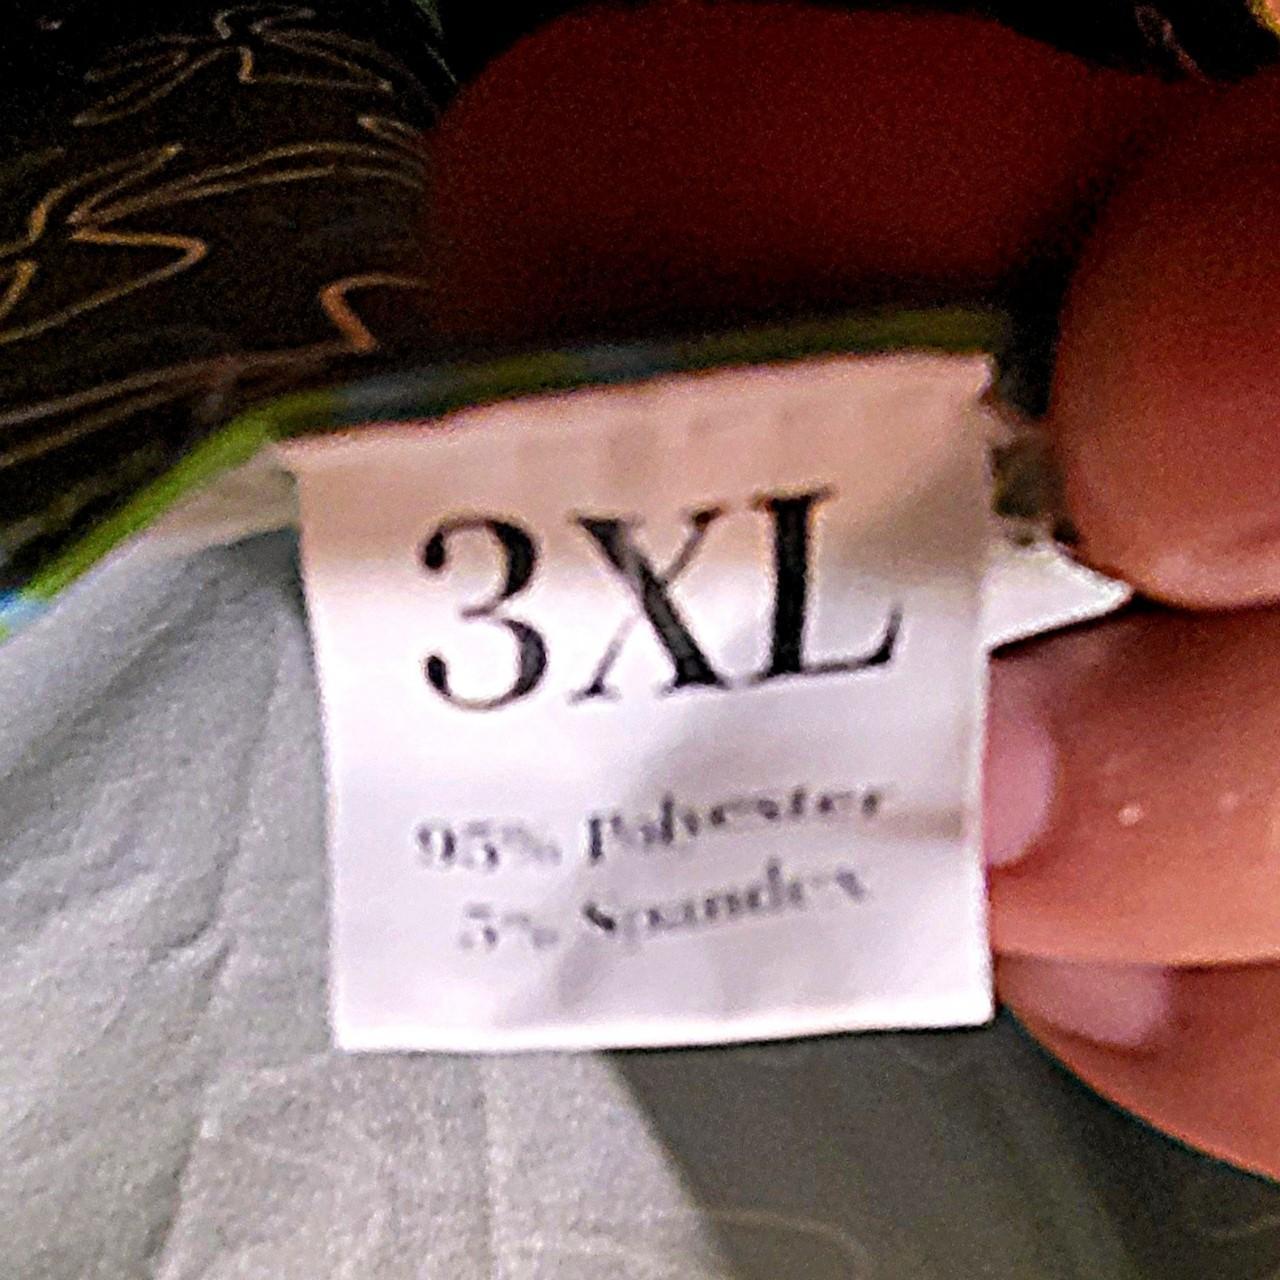 3XL
95% Polyester
5% Spandex